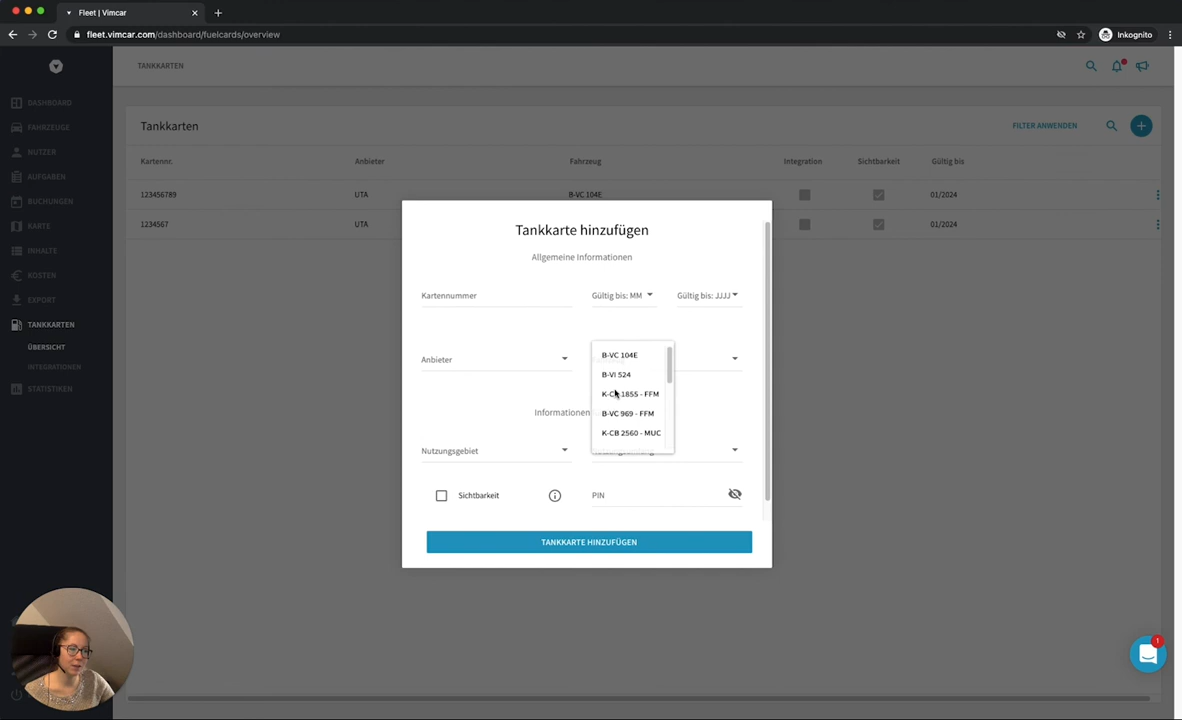 Fleet | Vimcar
fleet.vimcar.com/dashboard/fuelcards/overview
Inkognito
TANKKARTEN
DASHBOARD
FAHRZEUGE
NUTZER
AUFGABEN
BUCHUNGEN
KARTE
INHALTE
KOSTEN
EXPORT
TANKKARTEN
ÜBERSICHT
INTEGRATIONEN
STATISTIKEN
Tankkarten
FILTER ANWENDEN
Kartennr. Anbieter Fahrzeug Integration Sichtbarkeit Gültig bis
123456789 UTA B-VC 104E 01/2024
1234567 UTA 01/2024
Tankkarte hinzufügen
Allgemeine Informationen
Kartennummer Gültig bis: MM Gültig bis: JJJJ
Anbieter
B-VC 104E
B-VI 524
1855 - FFM
B-VC 969 - FFM
K-CB 2560 - MUC
Informationen
Nutzungsgebiet
Sichtbarkeit PIN
TANKKARTE HINZUFÜGEN
1